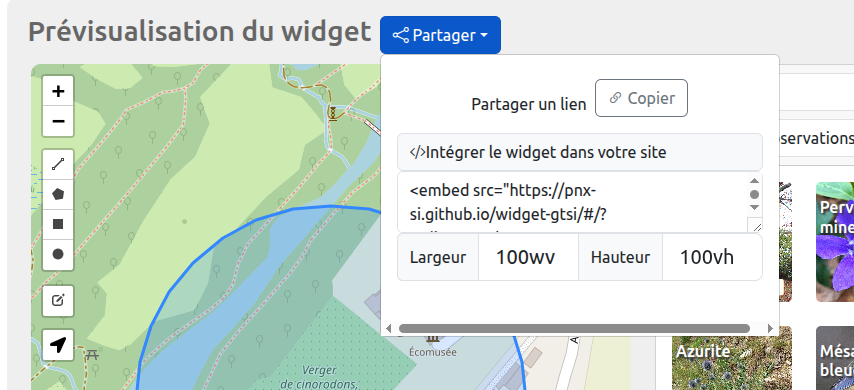 Prévisualisation du widget
Partager
Partager un lien
Copier
</>Intégrer le widget dans votre site
<embed src="https://pnx-
si.github.io/widget-gtsi/#/?
Largeur
100wv
Hauteur
100vh
servations
Perv
mine
Azurite
Mésa
bleu
Écomusée
Verger
de cinorodons,